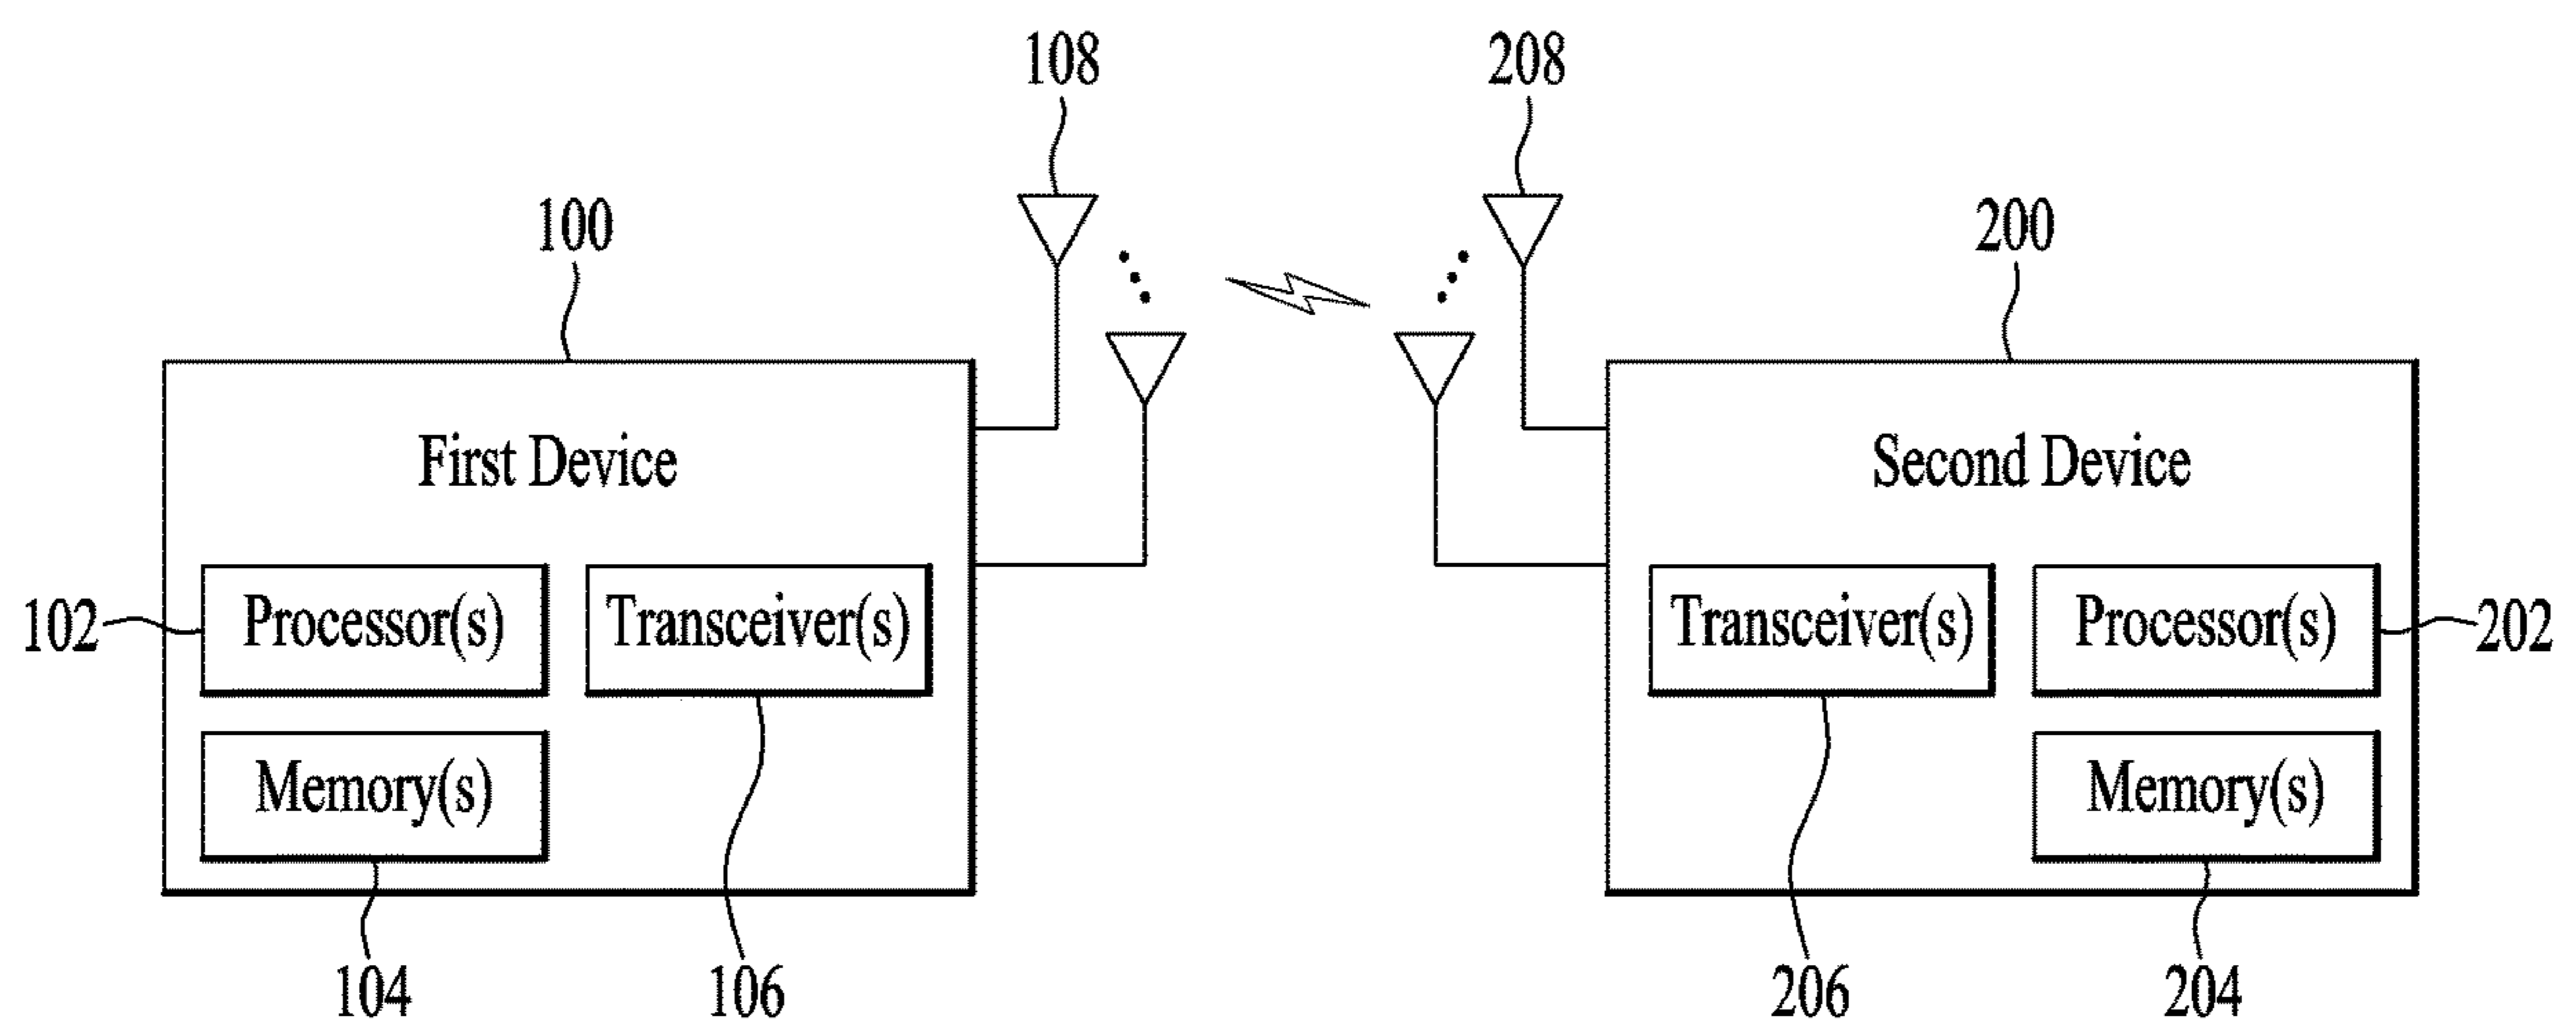 108
208
100
200
First Device
Second Device
102
Processor(s)
Transceiver(s)
Transceiver(s)
Processor(s)
202
Memory(s)
Memory(s)
104
106
206
204